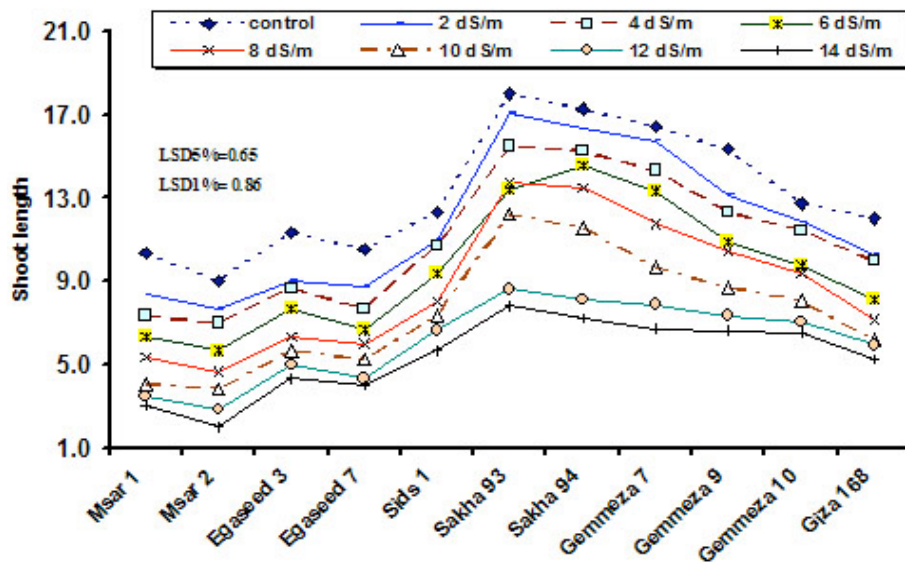 control 2 dS/m 4 dS/m 6 dS/m
8 dS/m 10 dS/m 12 dS/m 14 dS/m
21.0
17.0
13.0
9.0
5.0
1.0
Shoot length
LSD5%=0.65
LSD1%= 0.86
Msar 1
Msar 2
Egaseed 3
Egaseed 7
Sids 1
Sakha 93
Sakha 94
Gemmeza 7
Gemmeza 9
Gemmeza 10
Giza 168